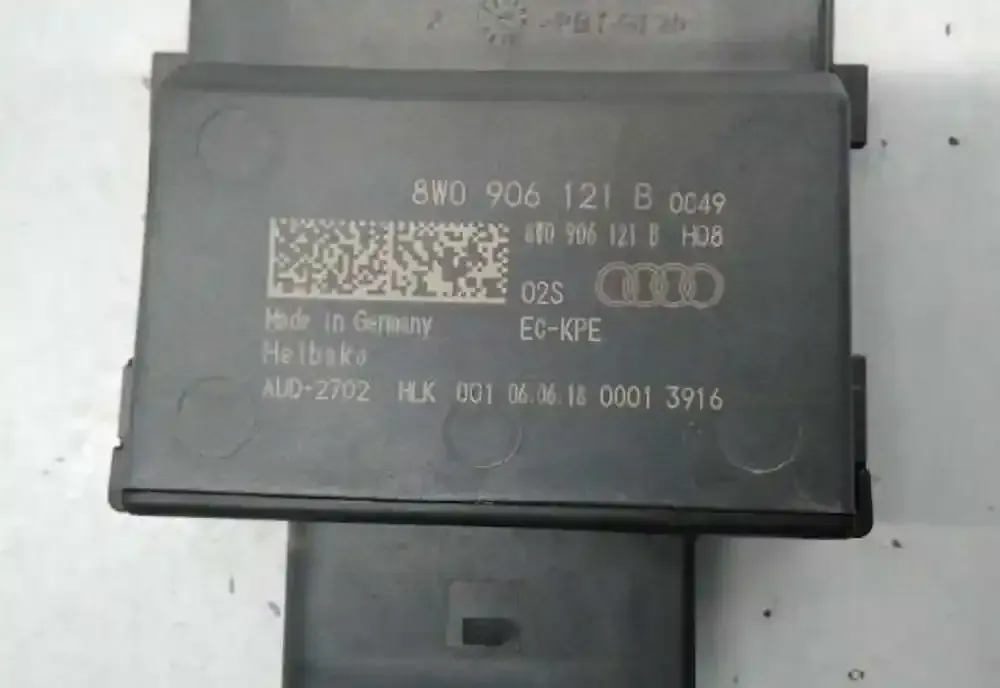 8W0 906 121 B 0049
8W0 906 121 B H08
02S
EC-KPE
Made in Germany
Helbako
AUD-2702 HLK 001 06.06.18 0001 3916